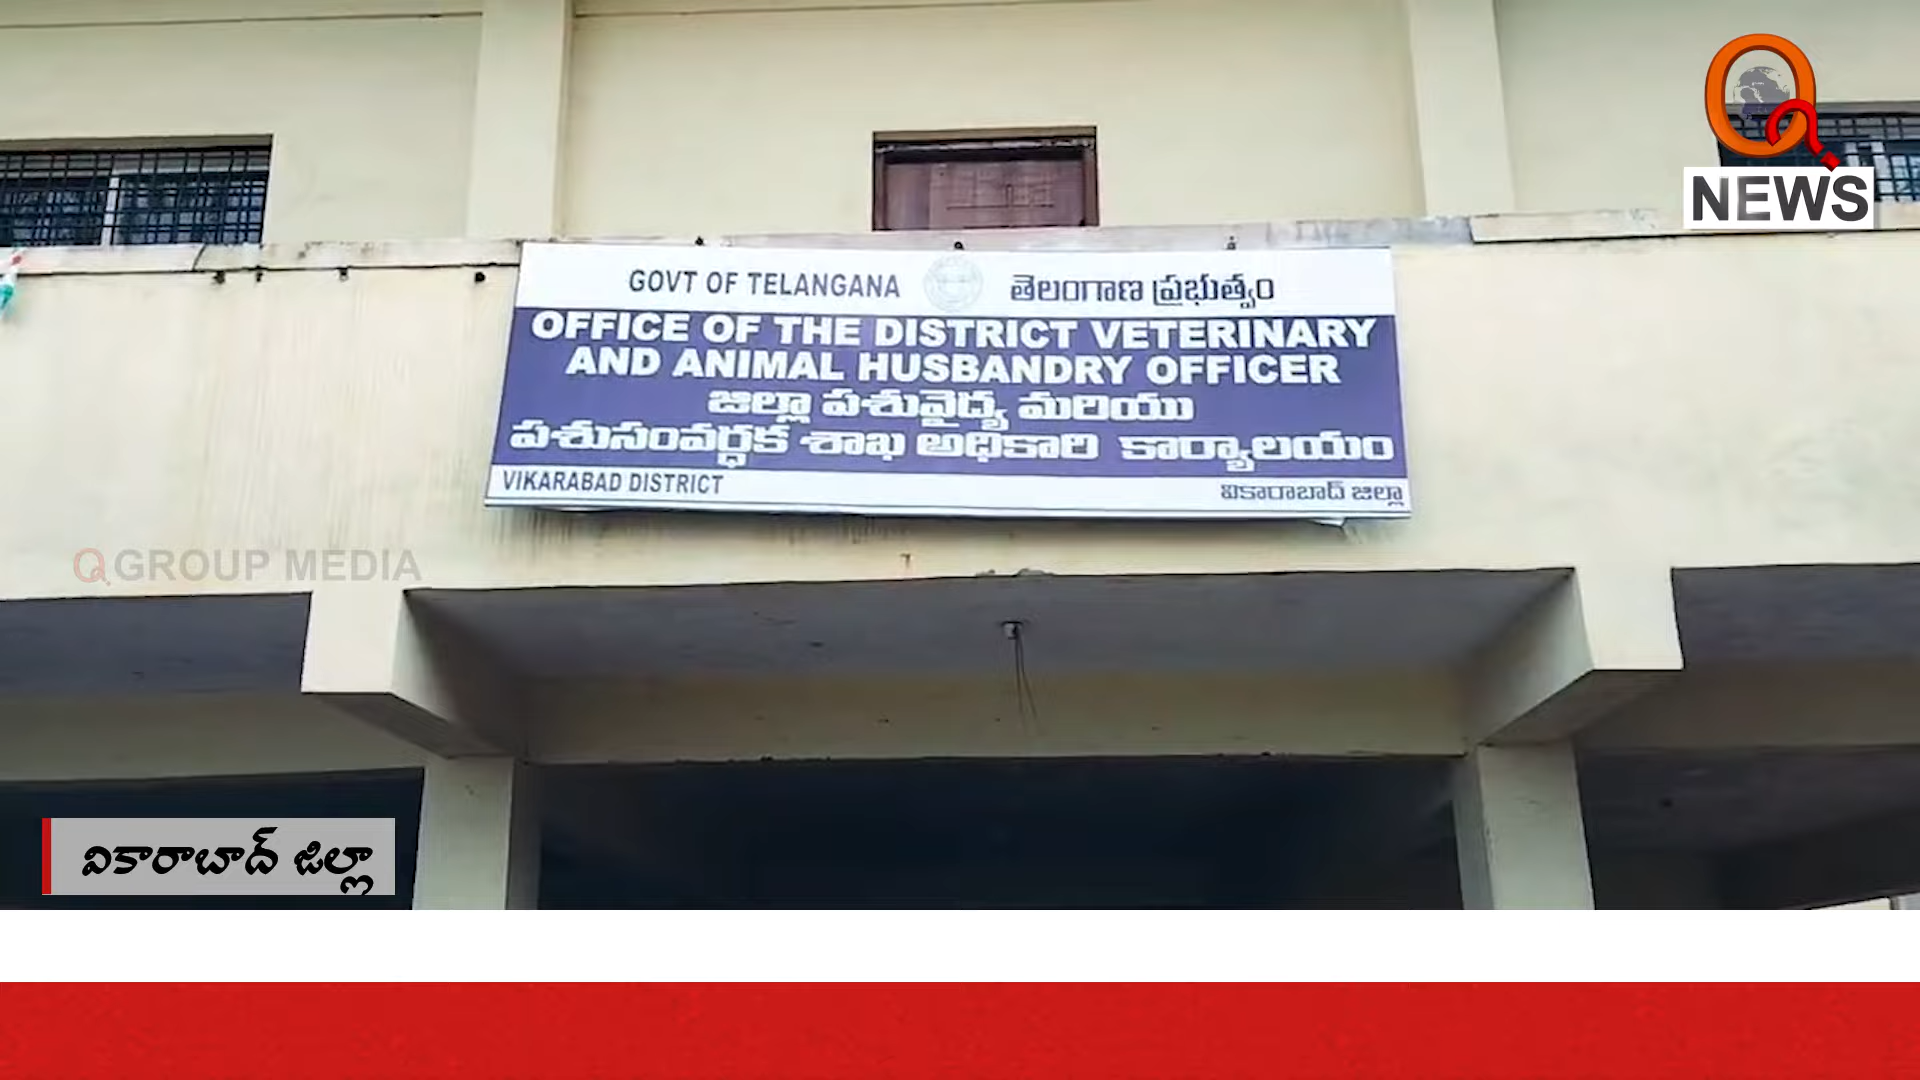 Q
NEWS
GOVT OF TELANGANA తెలంగాణ ప్రభుత్వం
OFFICE OF THE DISTRICT VETERINARY
AND ANIMAL HUSBANDRY OFFICER
జిల్లా పశువైద్య మరియు
పశుసంవర్ధక శాఖ అధికారి కార్యాలయం
VIKARABAD DISTRICT వికారాబాద్ జిల్లా
Q GROUP MEDIA
వికారాబాద్ జిల్లా